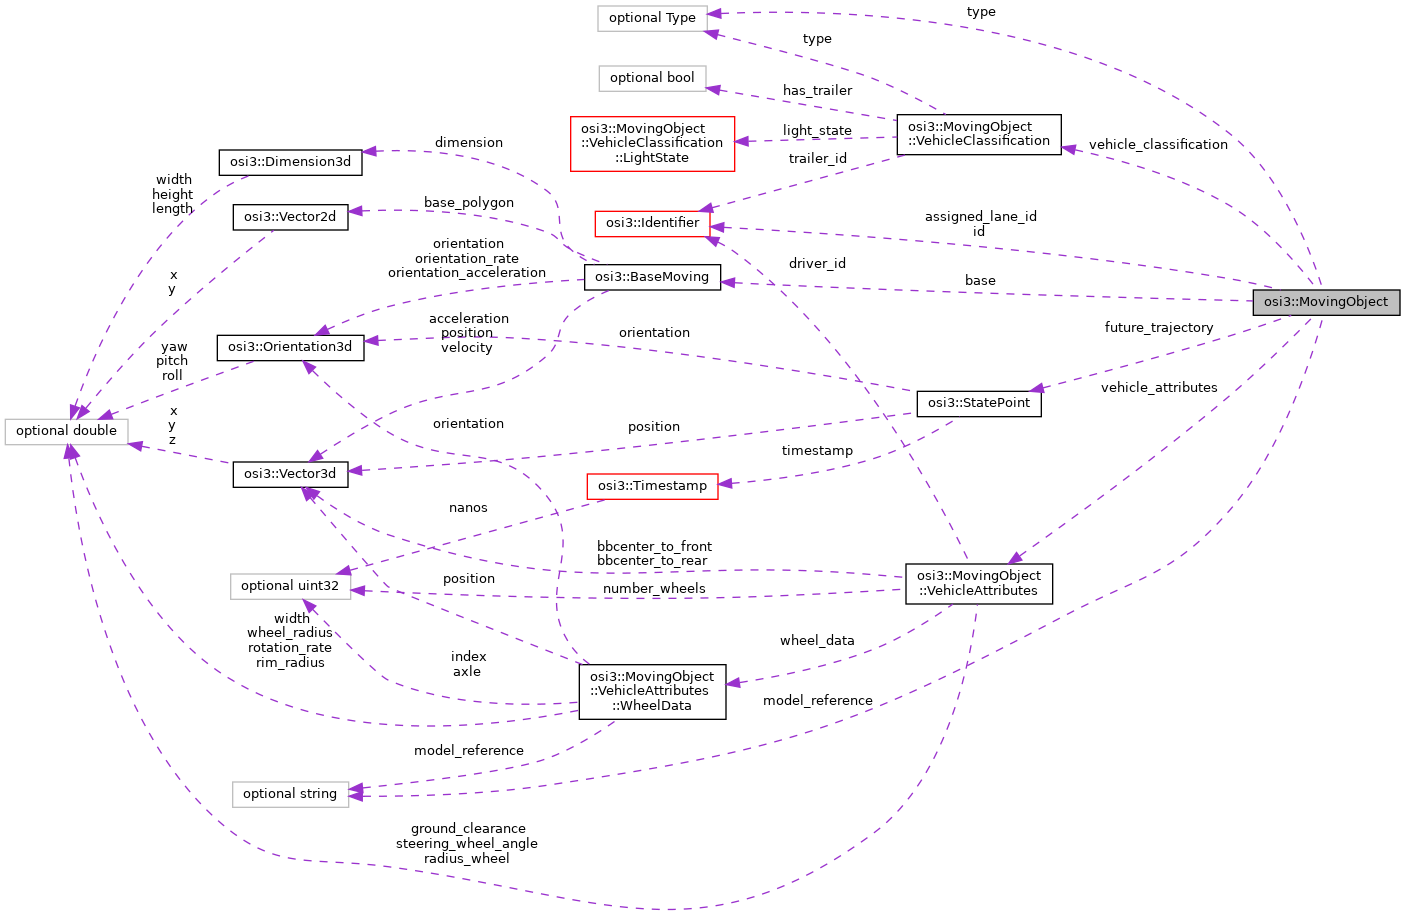 optional Type
type
type
optional bool
has_trailer
osi3::MovingObject
::VehicleClassification
osi3::MovingObject
::VehicleClassification
::LightState
light_state
vehicle_classification
dimension
osi3::Dimension3d
trailer_id
width
height
length
base_polygon
osi3::Vector2d
osi3::Identifier
assigned_lane_id
id
orientation
orientation_rate
orientation_acceleration
driver_id
x
y
osi3::BaseMoving
base
osi3::MovingObject
acceleration
position
velocity
orientation
future_trajectory
osi3::Orientation3d
yaw
pitch
roll
vehicle_attributes
osi3::StatePoint
x
y
z
optional double
orientation
position
timestamp
osi3::Vector3d
osi3::Timestamp
nanos
bbcenter_to_front
bbcenter_to_rear
osi3::MovingObject
::VehicleAttributes
optional uint32
position
number_wheels
width
wheel_radius
rotation_rate
rim_radius
index
axle
wheel_data
osi3::MovingObject
::VehicleAttributes
::WheelData
model_reference
model_reference
optional string
ground_clearance
steering_wheel_angle
radius_wheel